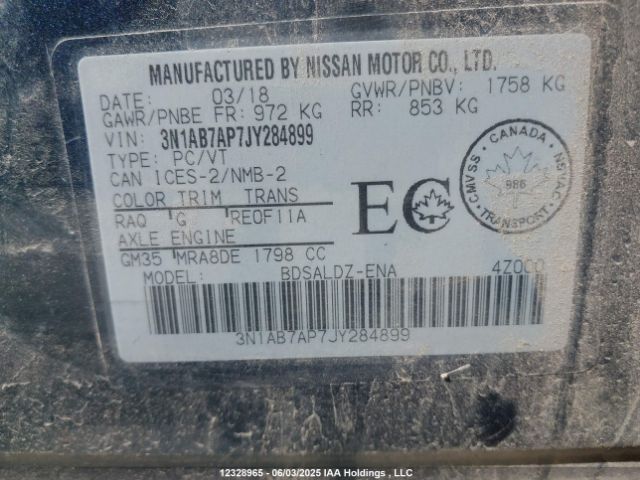 MANUFACTURED BY NISSAN MOTOR CO., LTD.
DATE: 03/18 GVWR/PNBV: 1758 KG
GAWR/PNBE FR: 972 KG RR: 853 KG
VIN: 3N1AB7AP7JY284899
TYPE: PC/VT
CAN ICES-2/NMB-2
COLOR TRIM TRANS
RAQ G RE0F11A
AXLE ENGINE
GM35 MRA8DE 1798 CC
MODEL: BDSALDZ-ENA 4Z000
EC
CANADA
CMVSS NSVAC
986
TRANSPORT
3N1AB7AP7JY284899
12328965 - 06/03/2025 IAA Holdings , LLC